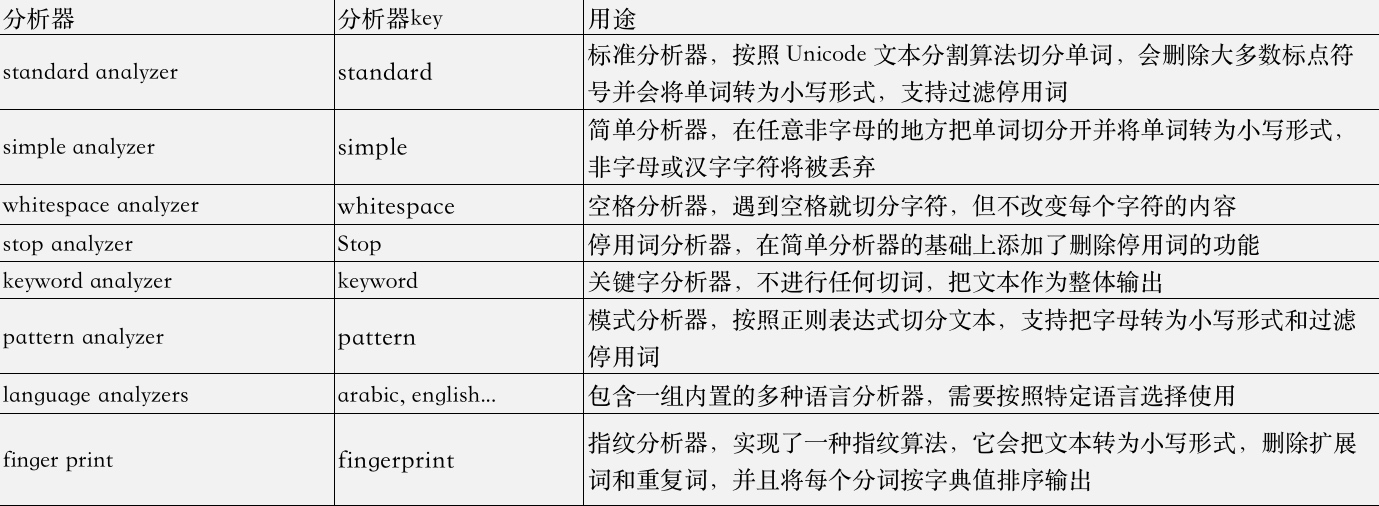 分析器 分析器key 用途
standard analyzer standard 标准分析器，按照 Unicode 文本分割算法切分单词，会删除大多数标点符
号并会将单词转为小写形式，支持过滤停用词
simple analyzer simple 简单分析器，在任意非字母的地方把单词切分开并将单词转为小写形式，
非字母或汉字字符将被丢弃
whitespace analyzer whitespace 空格分析器，遇到空格就切分字符，但不改变每个字符的内容
stop analyzer Stop 停用词分析器，在简单分析器的基础上添加了删除停用词的功能
keyword analyzer keyword 关键字分析器，不进行任何切词，把文本作为整体输出
pattern analyzer pattern 模式分析器，按照正则表达式切分文本，支持把字母转为小写形式和过滤
停用词
language analyzers arabic, english... 包含一组内置的多种语言分析器，需要按照特定语言选择使用
finger print fingerprint 指纹分析器，实现了一种指纹算法，它会把文本转为小写形式，删除扩展
词和重复词，并且将每个分词按字典值排序输出